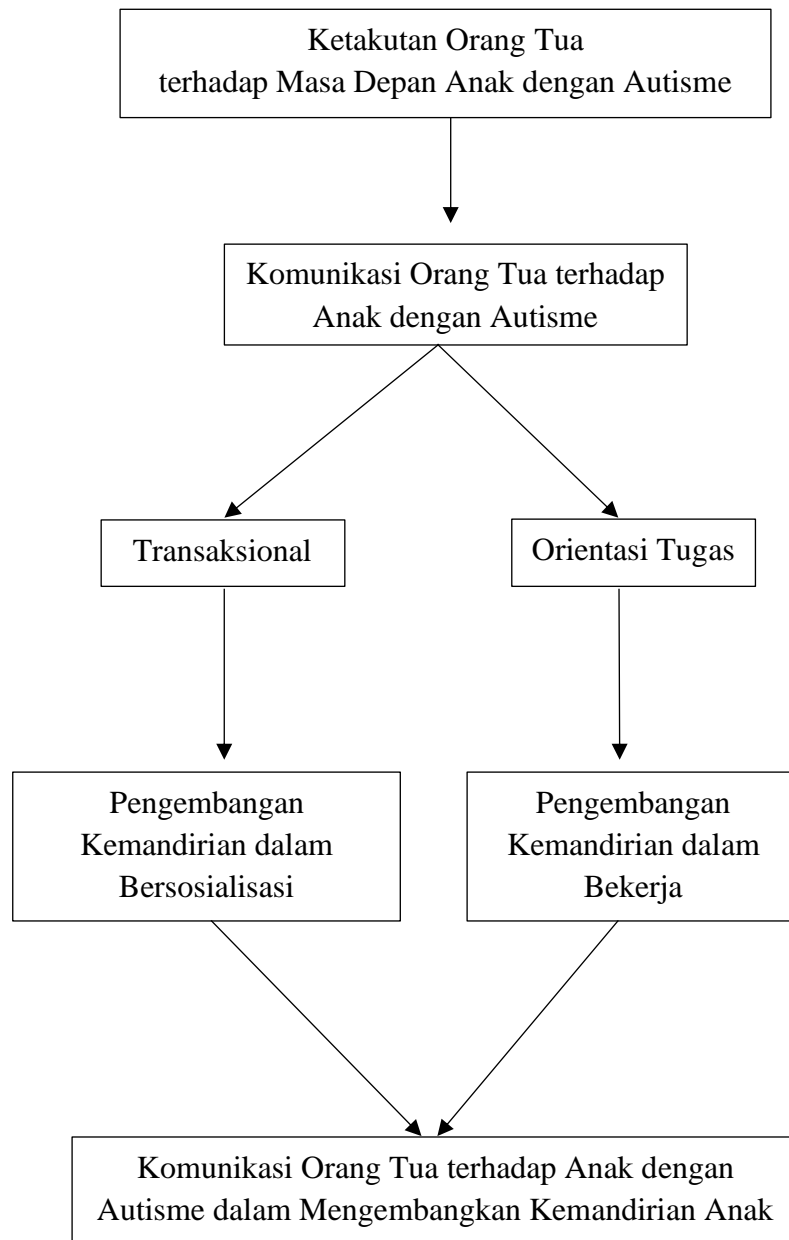 Ketakutan Orang Tua
terhadap Masa Depan Anak dengan Autisme
Komunikasi Orang Tua terhadap
Anak dengan Autisme
Transaksional
Orientasi Tugas
Pengembangan
Kemandirian dalam
Bersosialisasi
Pengembangan
Kemandirian dalam
Bekerja
Komunikasi Orang Tua terhadap Anak dengan
Autisme dalam Mengembangkan Kemandirian Anak